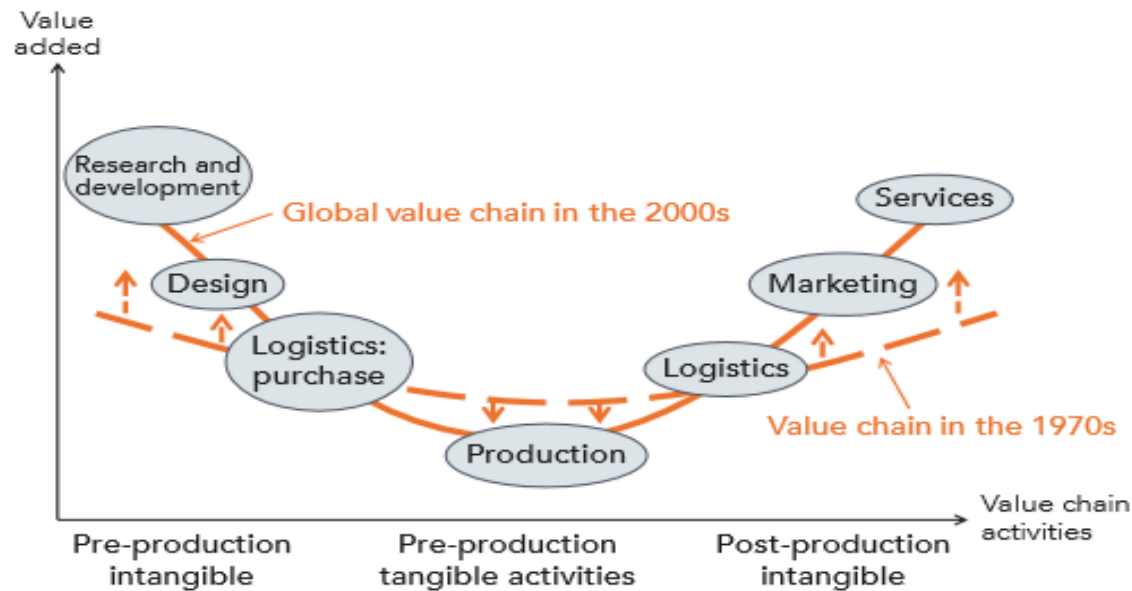 Value
added
Research and
development
Global value chain in the 2000s
Services
Design
Marketing
Logistics:
purchase
Logistics
Value chain in the 1970s
Production
Value chain
activities
Pre-production
intangible
Pre-production
tangible activities
Post-production
intangible